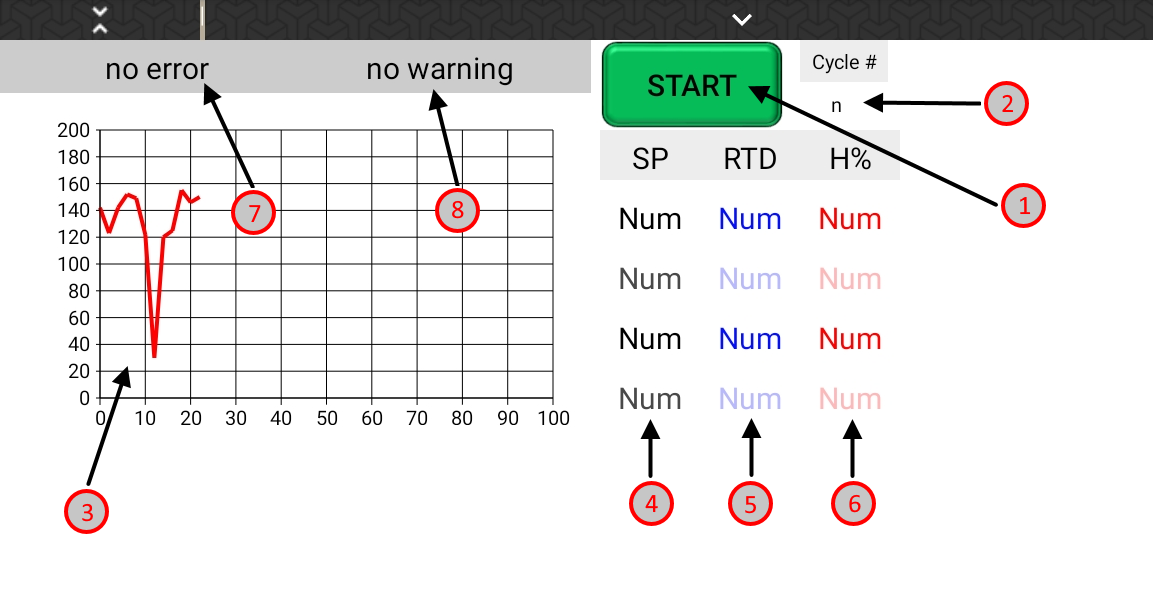 no error no warning
START
Cycle #
n
2
SP RTD H%
1
200
180
160
140
120
100
80
60
40
20
0
0 10 20 30 40 50 60 70 80 90 100
7
8
3
Num Num Num
Num Num Num
Num Num Num
Num Num Num
4 5 6